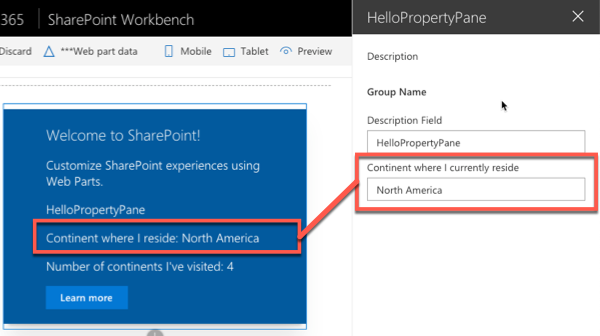 365 SharePoint Workbench
Discard ***Web part data Mobile Tablet Preview
Welcome to SharePoint!
Customize SharePoint experiences using
Web Parts.
HelloPropertyPane
Continent where I reside: North America
Number of continents I've visited: 4
Learn more
HelloPropertyPane
Description
Group Name
Description Field
HelloPropertyPane
Continent where I currently reside
North America